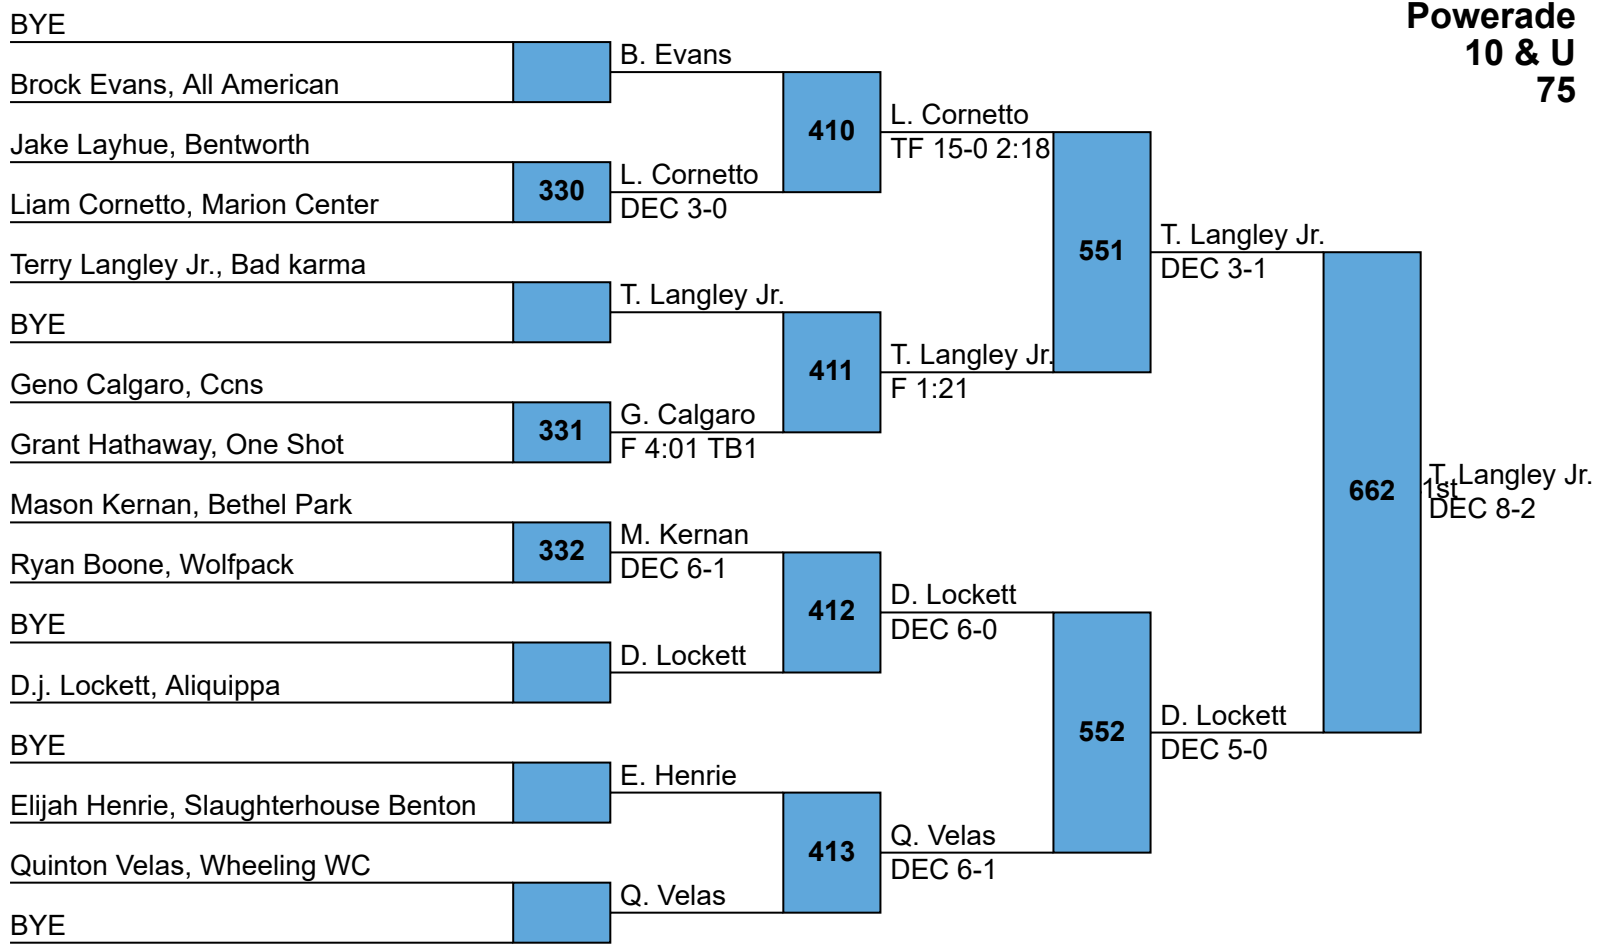 Powerade
10 & U
75
BYE
Brock Evans, All American
Jake Layhue, Bentworth
330
Liam Cornetto, Marion Center
Terry Langley Jr., Bad karma
BYE
Geno Calgaro, Ccns
331
Grant Hathaway, One Shot
Mason Kernan, Bethel Park
332
Ryan Boone, Wolfpack
BYE
D.j. Lockett, Aliquippa
BYE
Elijah Henrie, Slaughterhouse Benton
Quinton Velas, Wheeling WC
BYE
B. Evans
410
L. Cornetto
DEC 3-0
T. Langley Jr.
411
G. Calgaro
F 4:01 TB1
M. Kernan
DEC 6-1
412
D. Lockett
E. Henrie
413
Q. Velas
L. Cornetto
TF 15-0 2:18
551
T. Langley Jr.
F 1:21
D. Lockett
DEC 6-0
552
Q. Velas
DEC 6-1
T. Langley Jr.
DEC 3-1
662
D. Lockett
DEC 5-0
T. Langley Jr.
1st
DEC 8-2